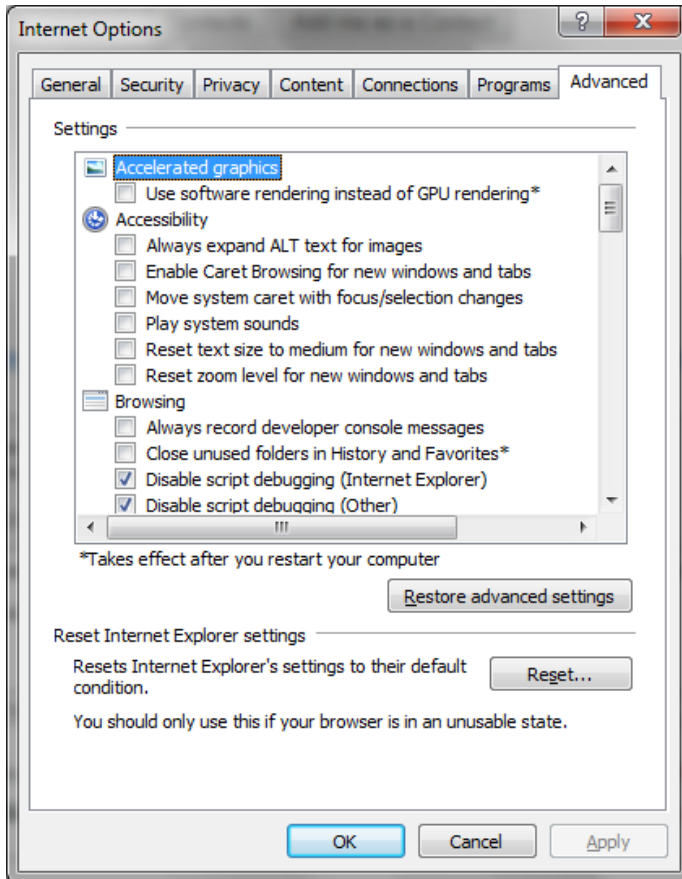 Internet Options
General Security Privacy Content Connections Programs Advanced
Settings
Accelerated graphics
Use software rendering instead of GPU rendering*
Accessibility
Always expand ALT text for images
Enable Caret Browsing for new windows and tabs
Move system caret with focus/selection changes
Play system sounds
Reset text size to medium for new windows and tabs
Reset zoom level for new windows and tabs
Browsing
Always record developer console messages
Close unused folders in History and Favorites*
Disable script debugging (Internet Explorer)
Disable script debugging (Other)
*Takes effect after you restart your computer
Restore advanced settings
Reset Internet Explorer settings
Resets Internet Explorer's settings to their default
condition.
Reset...
You should only use this if your browser is in an unusable state.
OK Cancel Apply